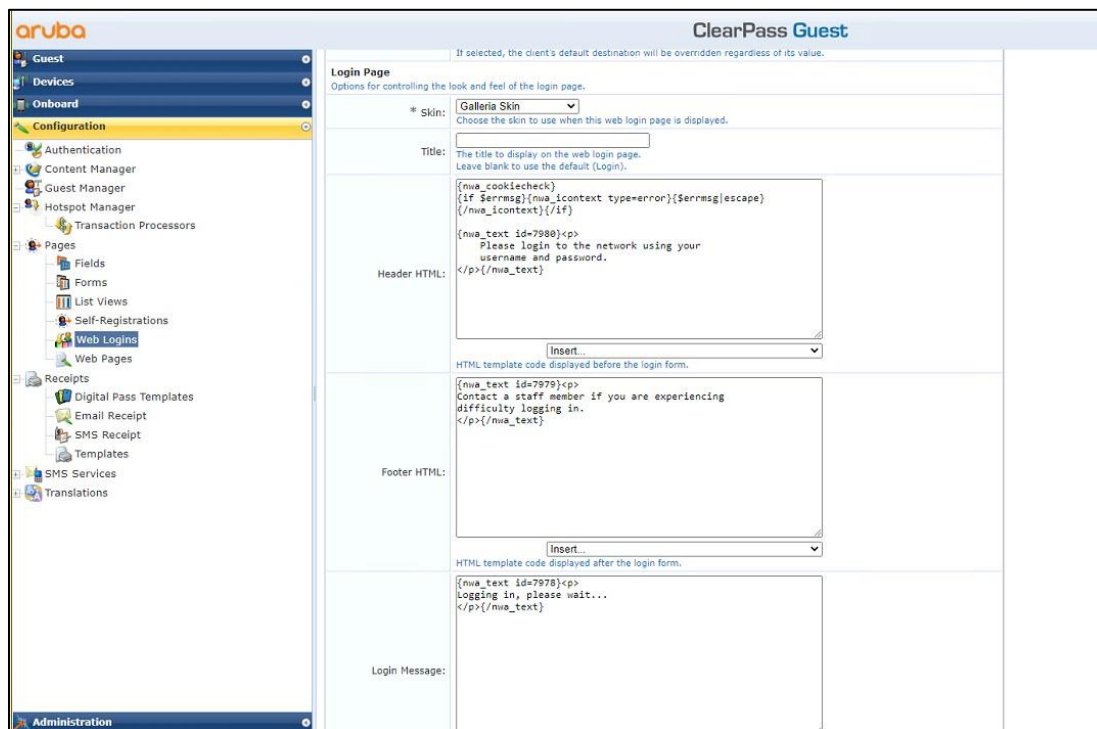 aruba
ClearPass Guest
Guest
Devices
Onboard
Configuration
Authentication
Content Manager
Guest Manager
Hotspot Manager
Transaction Processors
Pages
Fields
Forms
List Views
Self-Registrations
Web Logins
Web Pages
Receipts
Digital Pass Templates
Email Receipt
SMS Receipt
Templates
SMS Services
Translations
Administration
If selected, the client's default destination will be overridden regardless of its value.
Login Page
Options for controlling the look and feel of the login page.
* Skin:
Galleria Skin
Choose the skin to use when this web login page is displayed.
Title:
The title to display on the web login page.
Leave blank to use the default (Login).
Header HTML:
{nwa_cookiecheck}
{if $errmsg}{nwa_icontext type=error}{$errmsg|escape}
{/nwa_icontext}{/if}
{nwa_text id=7980}<p>
Please login to the network using your
username and password.
</p>{/nwa_text}
Insert...
HTML template code displayed before the login form.
Footer HTML:
{nwa_text id=7979}<p>
Contact a staff member if you are experiencing
difficulty logging in.
</p>{/nwa_text}
Insert...
HTML template code displayed after the login form.
Login Message:
{nwa_text id=7978}<p>
Logging in, please wait...
</p>{/nwa_text}